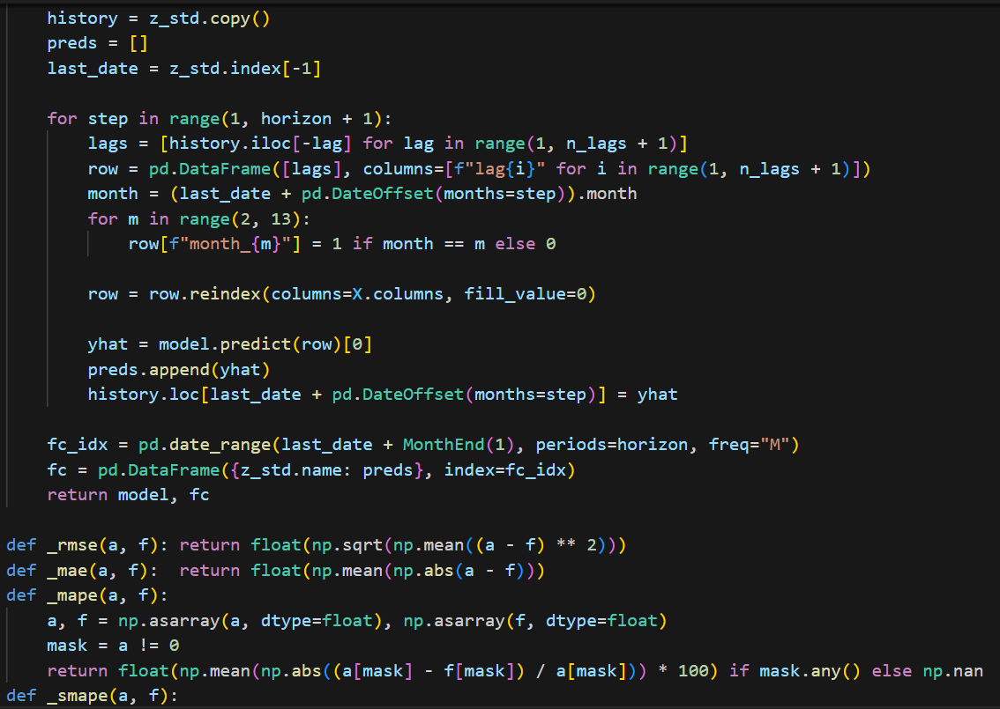 history = z_std.copy()
preds = []
last_date = z_std.index[-1]
for step in range(1, horizon + 1):
lags = [history.iloc[-lag] for lag in range(1, n_lags + 1)]
row = pd.DataFrame([lags], columns=[f"lag{i}" for i in range(1, n_lags + 1)])
month = (last_date + pd.DateOffset(months=step)).month
for m in range(2, 13):
row[f"month_{m}"] = 1 if month == m else 0
row = row.reindex(columns=X.columns, fill_value=0)
yhat = model.predict(row)[0]
preds.append(yhat)
history.loc[last_date + pd.DateOffset(months=step)] = yhat
fc_idx = pd.date_range(last_date + MonthEnd(1), periods=horizon, freq="M")
fc = pd.DataFrame({z_std.name: preds}, index=fc_idx)
return model, fc
def _rmse(a, f): return float(np.sqrt(np.mean((a - f) ** 2)))
def _mae(a, f):  return float(np.mean(np.abs(a - f)))
def _mape(a, f):
a, f = np.asarray(a, dtype=float), np.asarray(f, dtype=float)
mask = a != 0
return float(np.mean(np.abs((a[mask] - f[mask]) / a[mask])) * 100) if mask.any() else np.nan
def _smape(a, f):